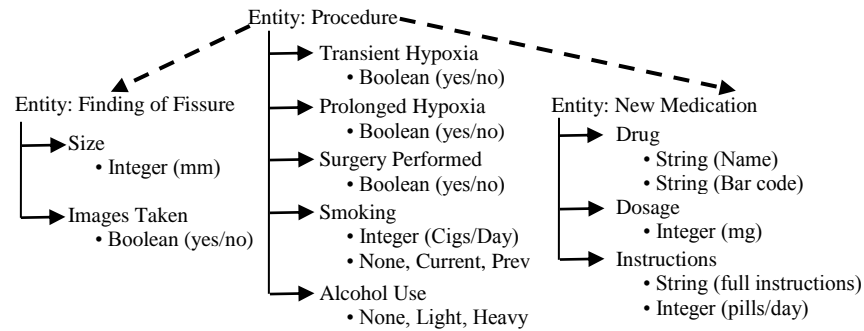 Entity: Procedure
Transient Hypoxia
• Boolean (yes/no)
Prolonged Hypoxia
• Boolean (yes/no)
Surgery Performed
• Boolean (yes/no)
Smoking
• Integer (Cigs/Day)
• None, Current, Prev
Alcohol Use
• None, Light, Heavy
Entity: Finding of Fissure
Size
• Integer (mm)
Images Taken
• Boolean (yes/no)
Entity: New Medication
Drug
• String (Name)
• String (Bar code)
Dosage
• Integer (mg)
Instructions
• String (full instructions)
• Integer (pills/day)